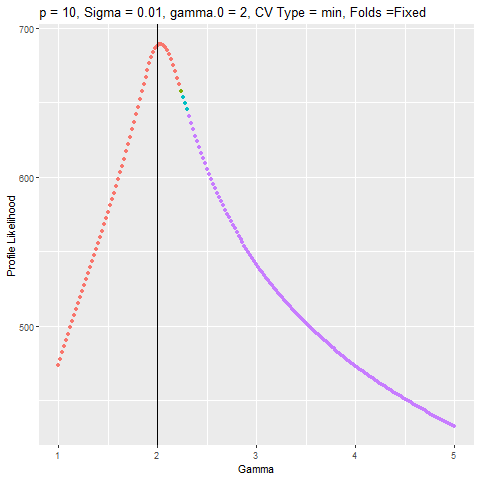 p = 10, Sigma = 0.01, gamma.0 = 2, CV Type = min, Folds =Fixed
700
600
500
Profile Likelihood
1 2 3 4 5
Gamma